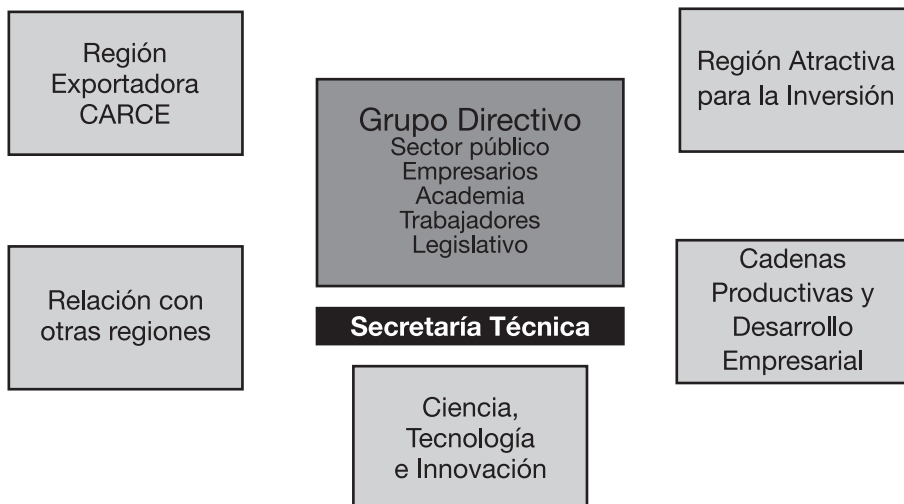 Región
Exportadora
CARCE
Grupo Directivo
Sector público
Empresarios
Academia
Trabajadores
Legislativo
Región Atractiva
para la Inversión
Relación con
otras regiones
Secretaría Técnica
Cadenas
Productivas y
Desarrollo
Empresarial
Ciencia,
Tecnología
e Innovación